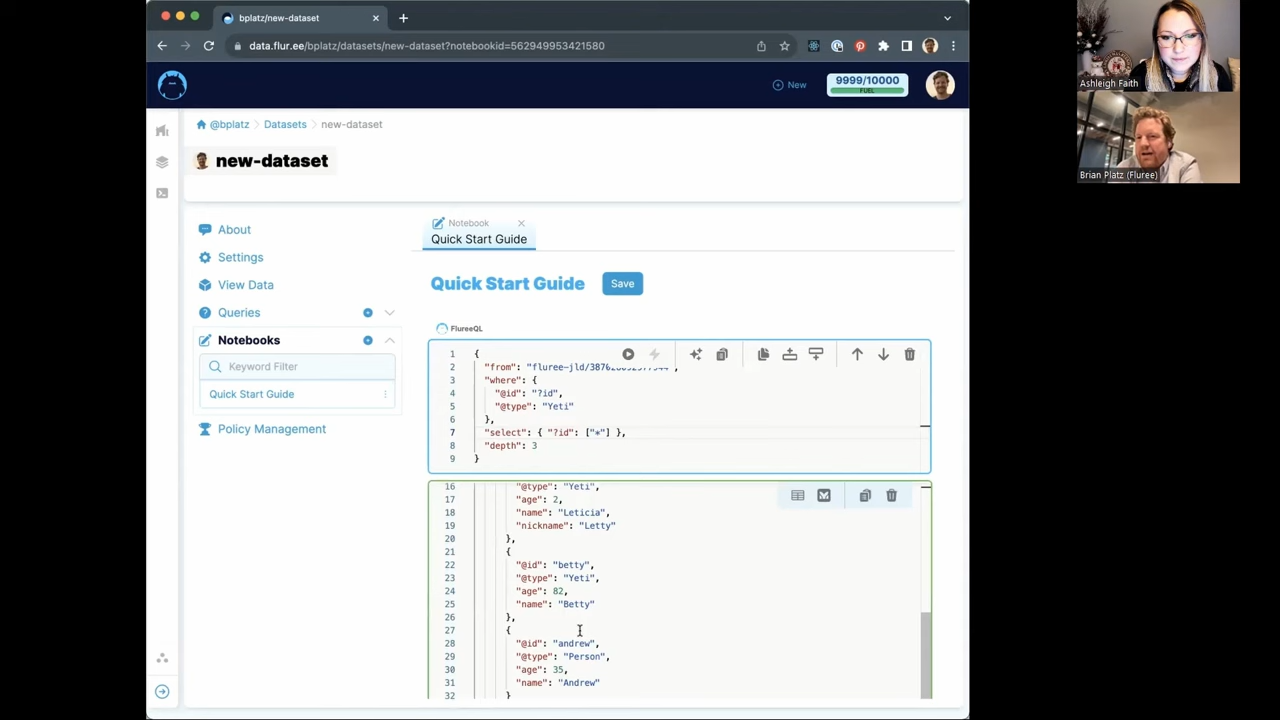 bplatz/new-dataset
data.flur.ee/bplatz/datasets/new-dataset?notebookid=562949953421580
New
9999/10000
FUEL
@bplatz > Datasets > new-dataset
new-dataset
About
Settings
View Data
Queries
Notebooks
Keyword Filter
Quick Start Guide
Policy Management
Notebook
Quick Start Guide
Quick Start Guide
Save
FlureeQL
1 {
2 "from":
3 "where": {
4 "@id": "?id",
5 "@type": "Yeti"
6 },
7 "select": { "?id": ["*"] },
8 "depth": 3
9 }
16 "@type": "Yeti",
17 "age": 2,
18 "name": "Leticia",
19 "nickname": "Letty"
20 },
21 {
22 "@id": "betty",
23 "@type": "Yeti",
24 "age": 82,
25 "name": "Betty"
26 },
27 {
28 "@id": "andrew",
29 "@type": "Person",
30 "age": 35,
31 "name": "Andrew"
32 }
Ashleigh Faith
Brian Platz (Fluree)